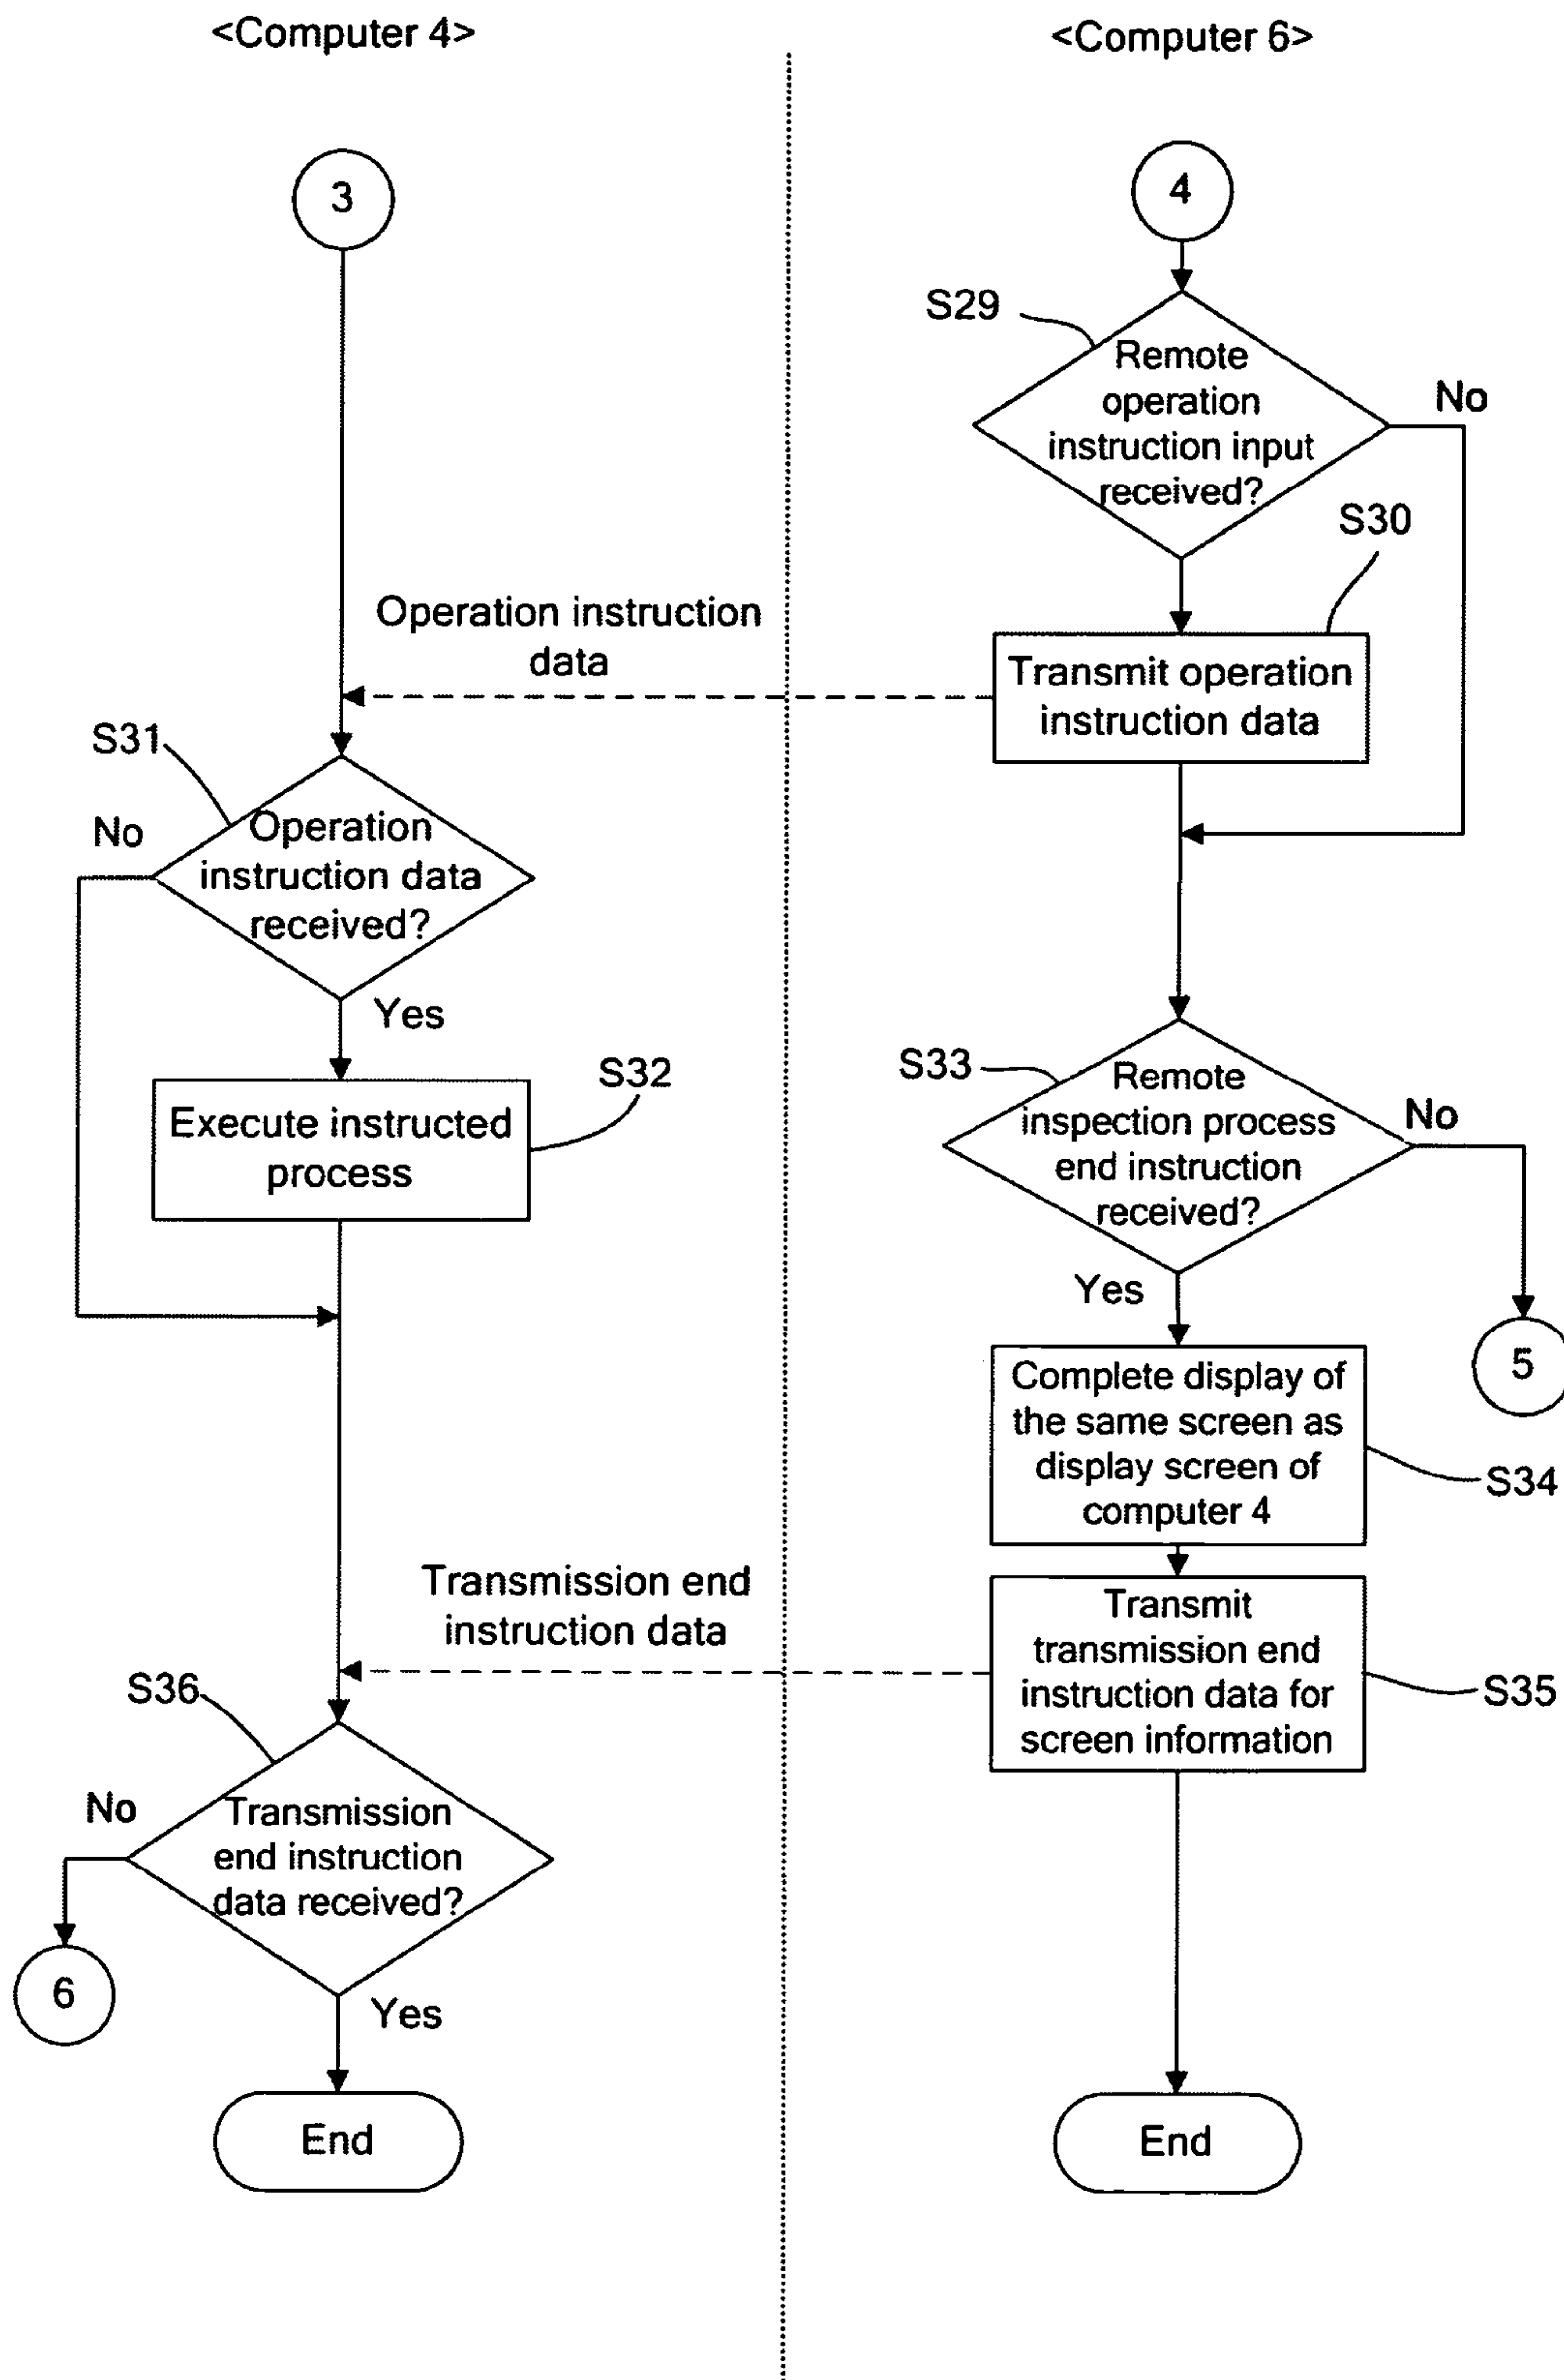 <Computer 4>
<Computer 6>
3
4
S29
Remote
operation
instruction input
received?
No
S30
Operation instruction
data
Transmit operation
instruction data
S31
No
Operation
instruction data
received?
Yes
S32
Execute instructed
process
S33
Remote
inspection process
end instruction
received?
No
Yes
5
Complete display of
the same screen as
display screen of
computer 4
S34
Transmission end
instruction data
Transmit
transmission end
instruction data for
screen information
S35
S36
No
Transmission
end instruction
data received?
6
Yes
End
End